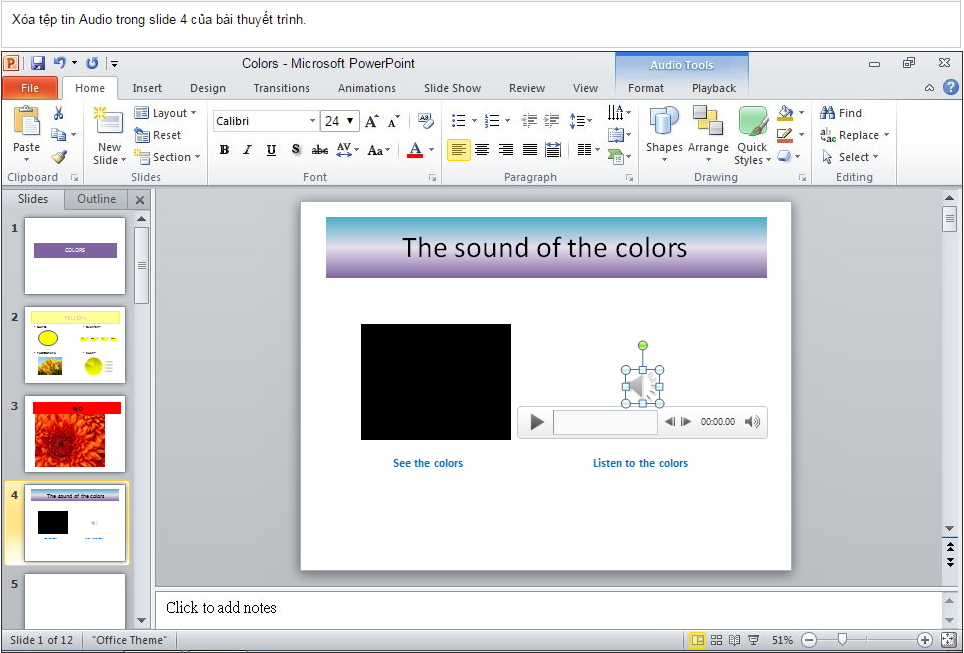 Xóa tệp tin Audio trong slide 4 của bài thuyết trình.
Colors - Microsoft PowerPoint
Audio Tools
File Home Insert Design Transitions Animations Slide Show Review View Format Playback
Paste
New Slide
Layout
Reset
Section
Calibri 24
B I U S abc AV Aa A
Shapes Arrange Quick Styles
Find
Replace
Select
Clipboard Slides Font Paragraph Drawing Editing
Slides Outline
1
COLORS
2
YELLOW
3
RED
4
The sound of the colors
5
The sound of the colors
00:00.00
See the colors
Listen to the colors
Click to add notes
Slide 1 of 12 "Office Theme" 51%